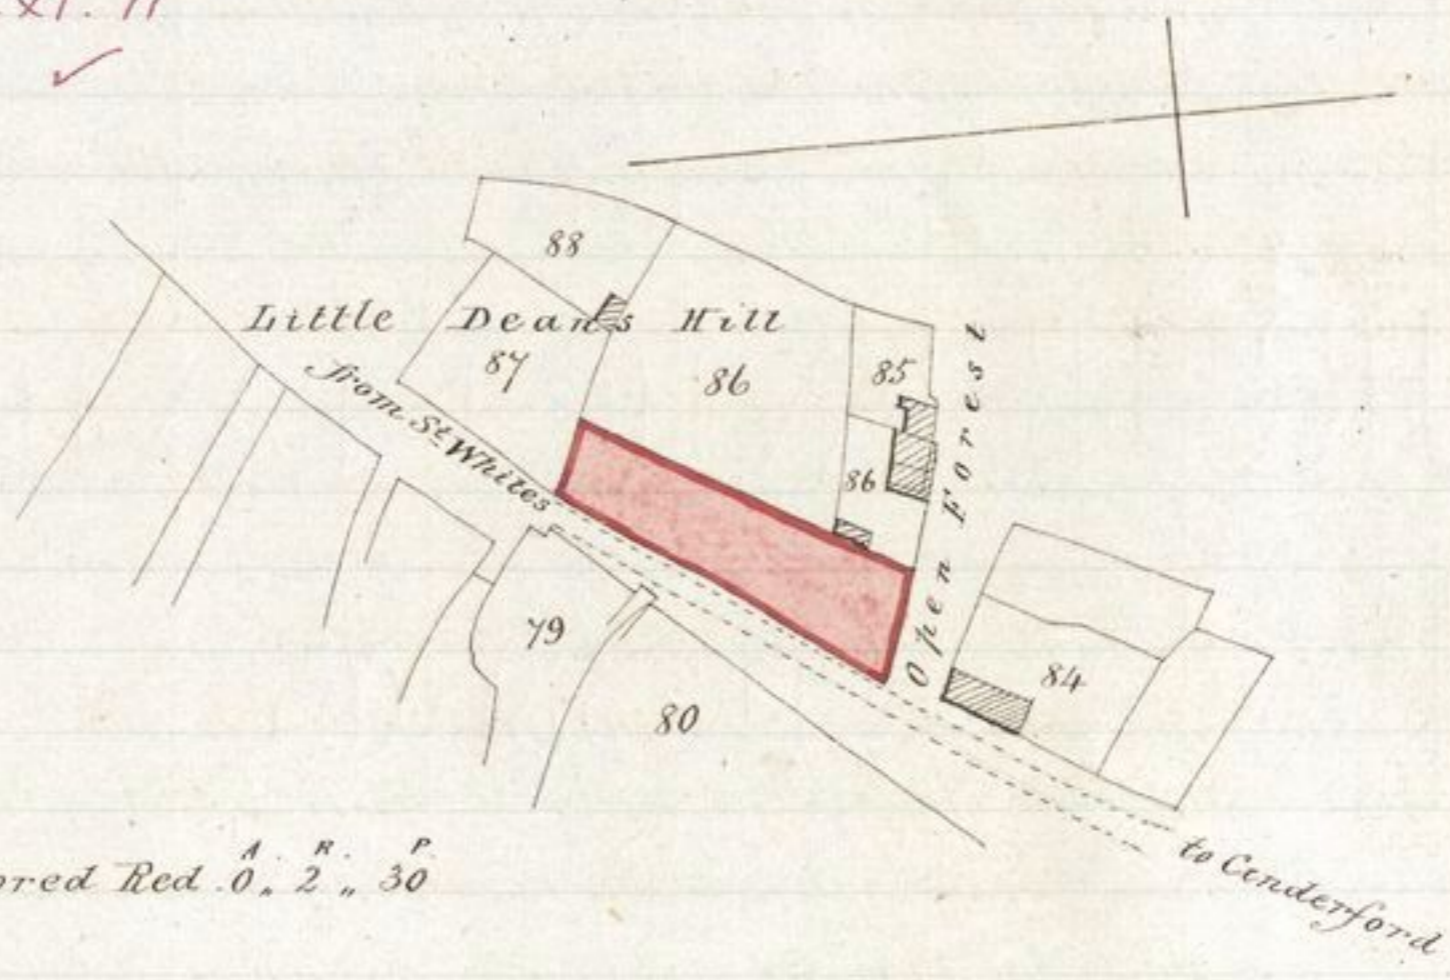 88
Little Deans Hill
87
86
85
from St. Whites
86
Open Forest
79
84
80
to Cinderford
A. R. P.
ored Red . 0 „ 2 „ 30